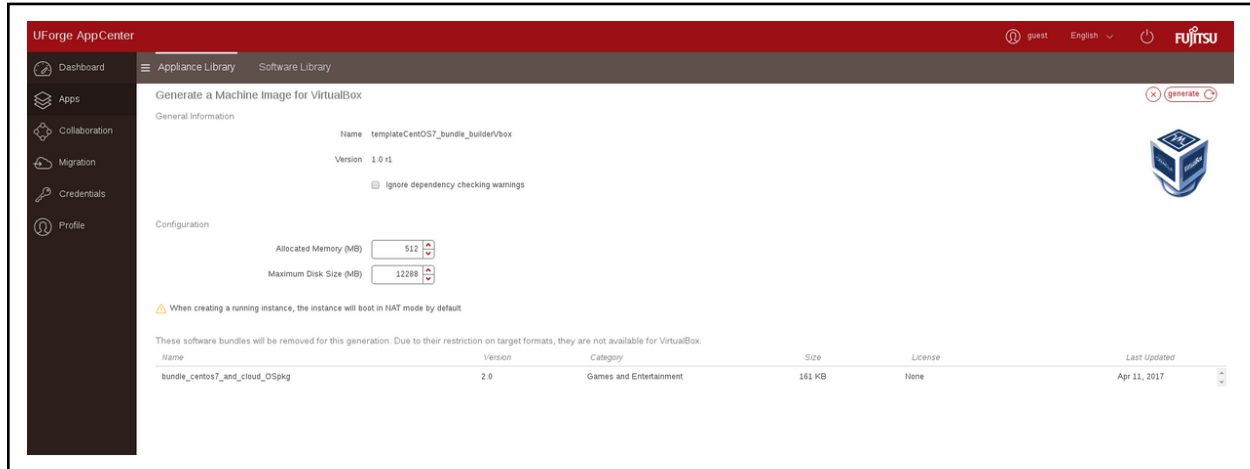 UForge AppCenter
guest English FUJITSU
Dashboard
Appliance Library Software Library
Apps
Generate a Machine Image for VirtualBox
generate
General Information
Collaboration
Name templateCentOS7_bundle_builderVbox
Migration
Version 1.0 r1
Ignore dependency checking warnings
Credentials
Profile
Configuration
Allocated Memory (MB) 512
Maximum Disk Size (MB) 12288
When creating a running instance, the instance will boot in NAT mode by default
These software bundles will be removed for this generation. Due to their restriction on target formats, they are not available for VirtualBox.
Name Version Category Size License Last Updated
bundle_centos7_and_cloud_OSpkg 2.0 Games and Entertainment 161 KB None Apr 11, 2017